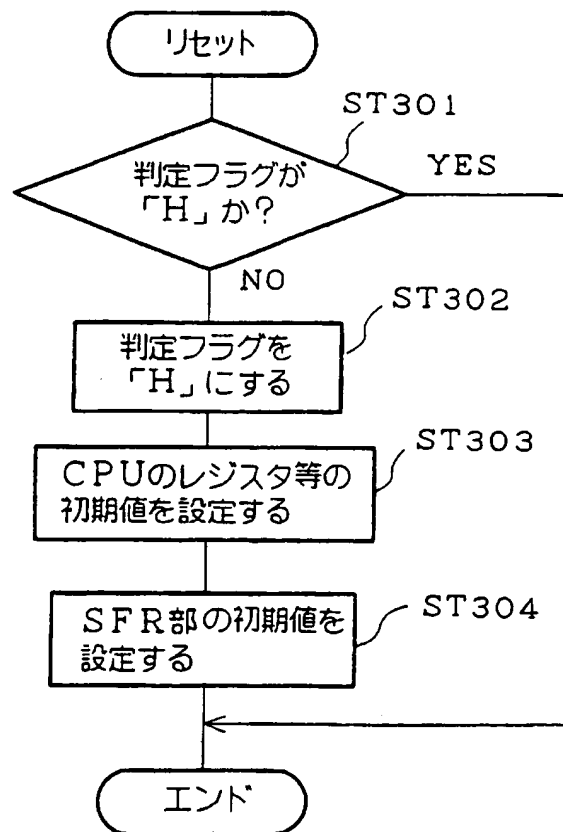 リセット
ST301
判定フラグが
「H」か?
YES
NO
ST302
判定フラグを
「H」にする
ST303
CPUのレジスタ等の
初期値を設定する
ST304
SFR部の初期値を
設定する
エンド